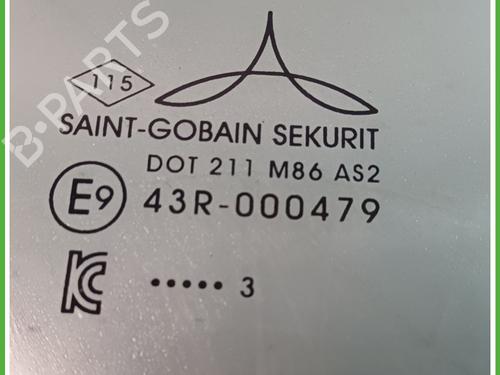 115
SAINT-GOBAIN SEKURIT
DOT 211 M86 AS2
E9 43R-000479
KC ••••• 3
B-PARTS